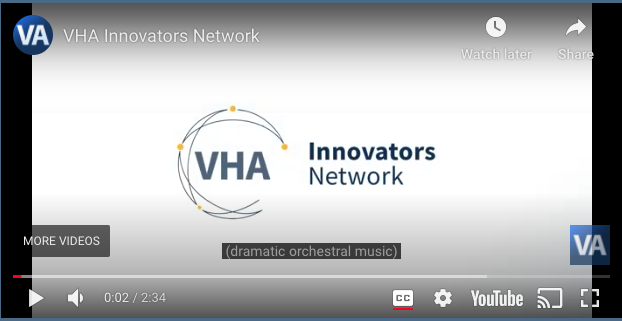 VA
VHA Innovators Network
Watch later
Share
VHA
Innovators
Network
MORE VIDEOS
(dramatic orchestral music)
VA
0:02 / 2:34
CC
YouTube